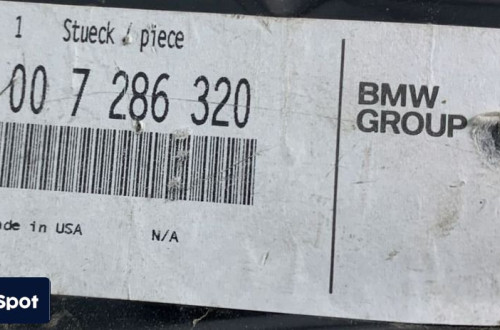 1 Stueck / piece
00 7 286 320
BMW
GROUP
de in USA
N/A
Spot